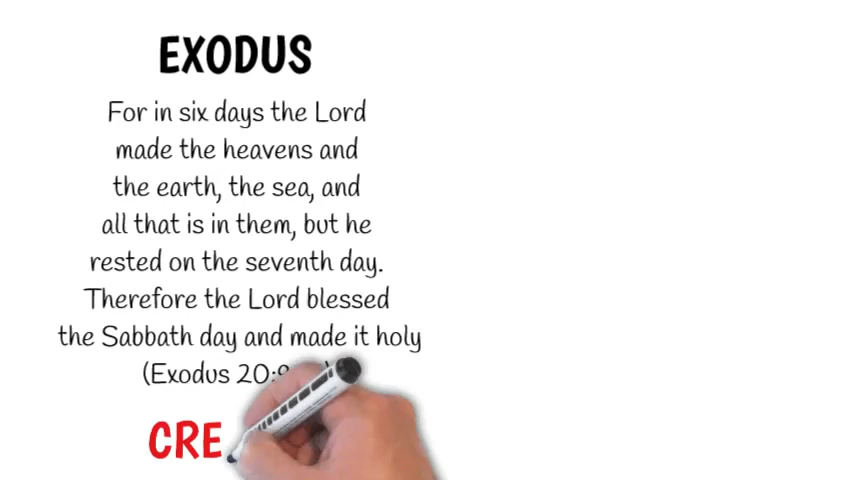 EXODUS
For in six days the Lord
made the heavens and
the earth, the sea, and
all that is in them, but he
rested on the seventh day.
Therefore the Lord blessed
the Sabbath day and made it holy
(Exodus 20:
CRE